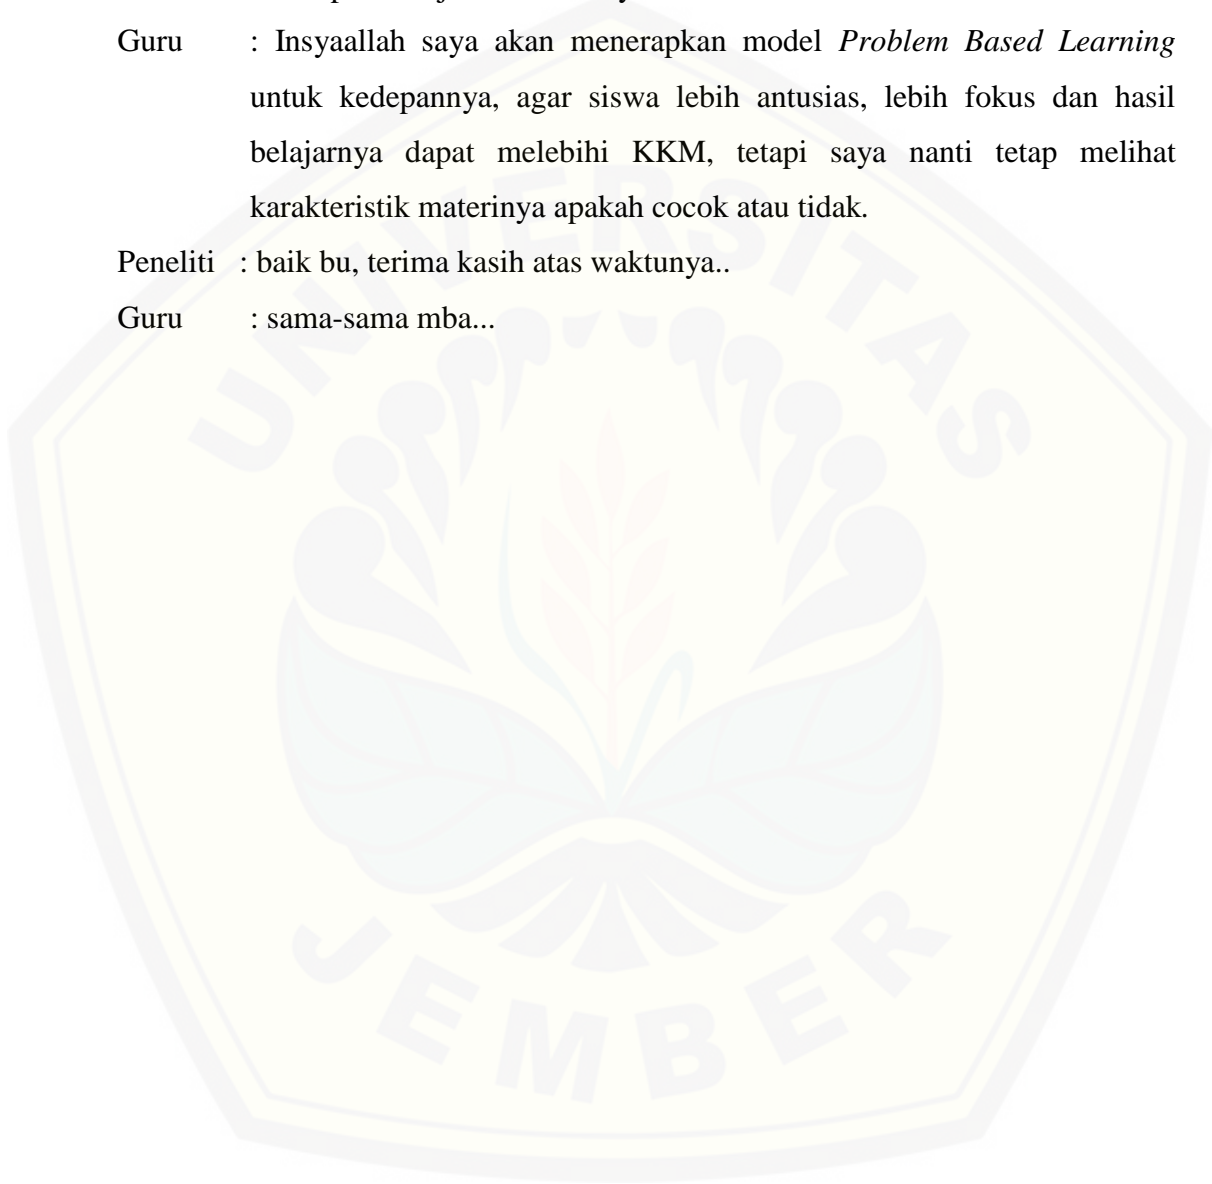 Guru : Insyaallah saya akan menerapkan model Problem Based Learning
untuk kedepannya, agar siswa lebih antusias, lebih fokus dan hasil
belajarnya dapat melebihi KKM, tetapi saya nanti tetap melihat
karakteristik materinya apakah cocok atau tidak.
Peneliti : baik bu, terima kasih atas waktunya..
Guru : sama-sama mba...
UNIVERSITAS
JEMBER